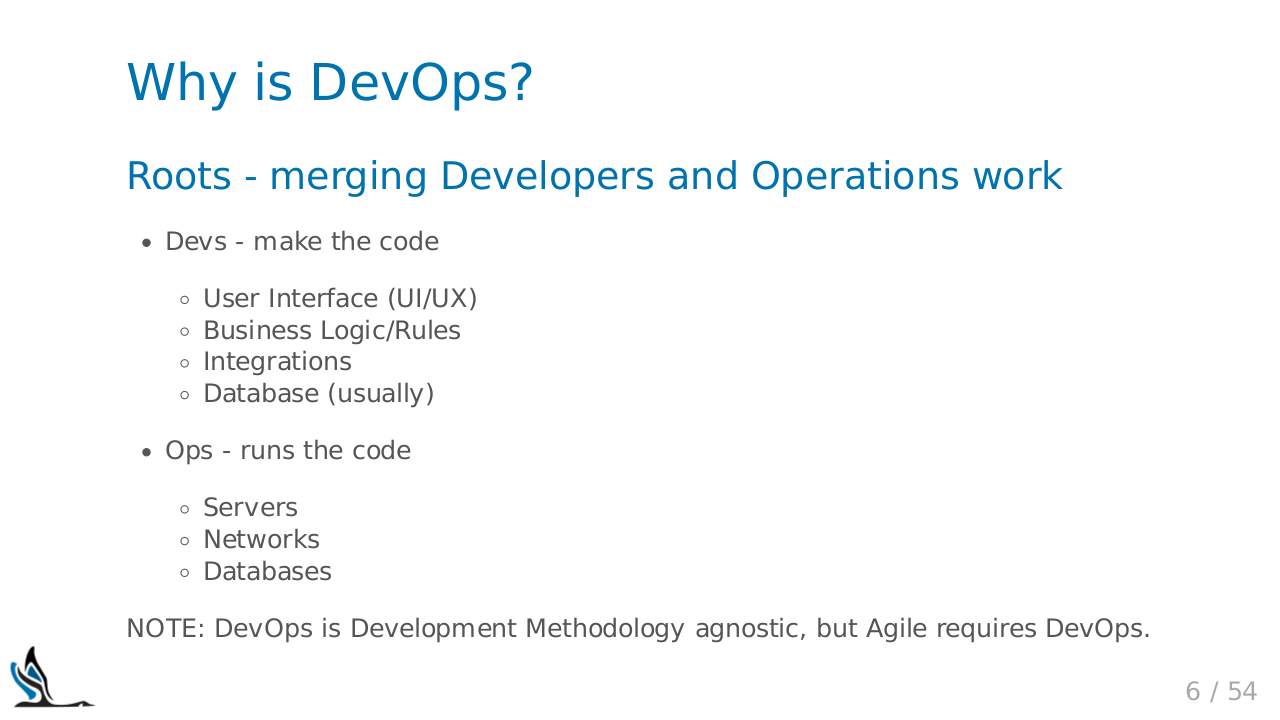 Why is DevOps?
Roots - merging Developers and Operations work
• Devs - make the code
◦ User Interface (UI/UX)
◦ Business Logic/Rules
◦ Integrations
◦ Database (usually)
• Ops - runs the code
◦ Servers
◦ Networks
◦ Databases
NOTE: DevOps is Development Methodology agnostic, but Agile requires DevOps.
6 / 54